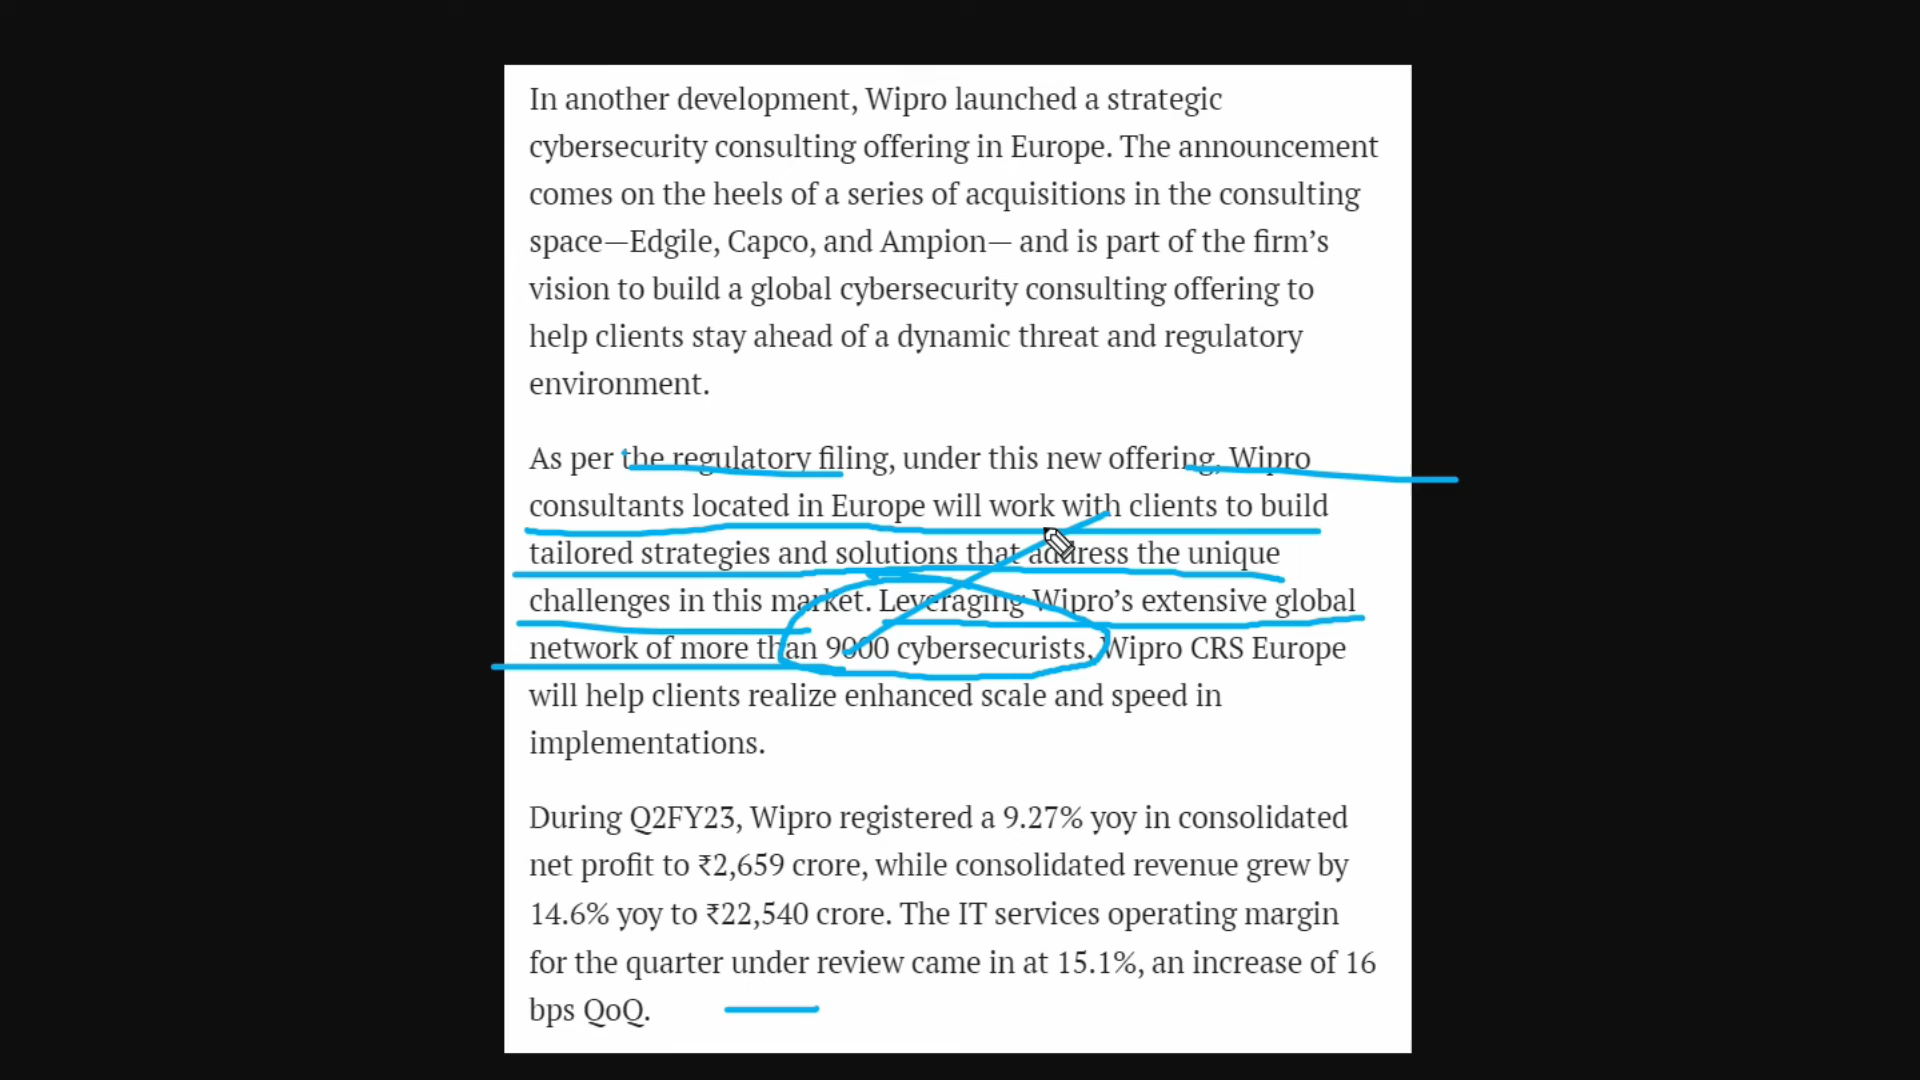 In another development, Wipro launched a strategic
cybersecurity consulting offering in Europe. The announcement
comes on the heels of a series of acquisitions in the consulting
space—Edgile, Capco, and Ampion— and is part of the firm’s
vision to build a global cybersecurity consulting offering to
help clients stay ahead of a dynamic threat and regulatory
environment.
As per the regulatory filing, under this new offering, Wipro
consultants located in Europe will work with clients to build
tailored strategies and solutions that address the unique
challenges in this market. Leveraging Wipro’s extensive global
network of more than 9000 cybersecurists, Wipro CRS Europe
will help clients realize enhanced scale and speed in
implementations.
During Q2FY23, Wipro registered a 9.27% yoy in consolidated
net profit to ₹2,659 crore, while consolidated revenue grew by
14.6% yoy to ₹22,540 crore. The IT services operating margin
for the quarter under review came in at 15.1%, an increase of 16
bps QoQ.